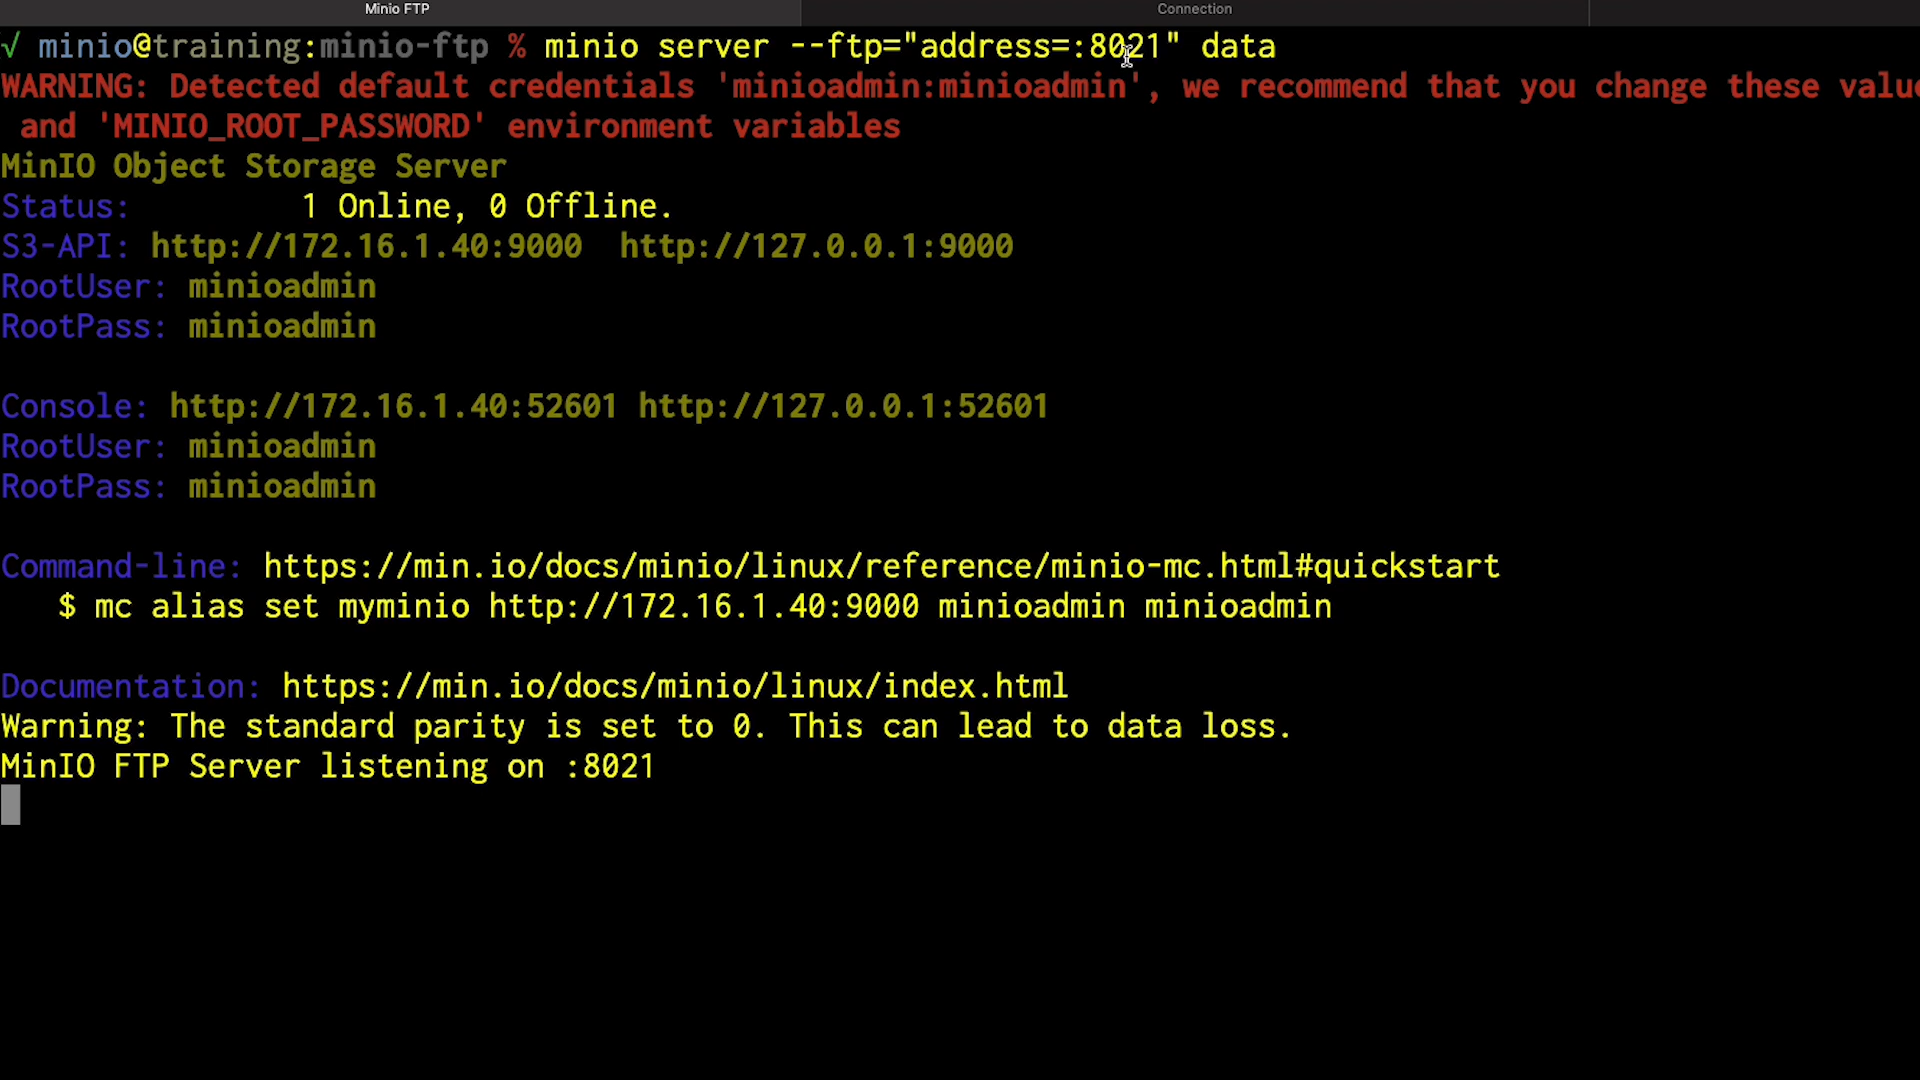 Minio FTP Connection
√ minio@training:minio-ftp % minio server --ftp="address=:8021" data
WARNING: Detected default credentials 'minioadmin:minioadmin', we recommend that you change these
and 'MINIO_ROOT_PASSWORD' environment variables
MinIO Object Storage Server
Status: 1 Online, 0 Offline.
S3-API: http://172.16.1.40:9000 http://127.0.0.1:9000
RootUser: minioadmin
RootPass: minioadmin
Console: http://172.16.1.40:52601 http://127.0.0.1:52601
RootUser: minioadmin
RootPass: minioadmin
Command-line: https://min.io/docs/minio/linux/reference/minio-mc.html#quickstart
$ mc alias set myminio http://172.16.1.40:9000 minioadmin minioadmin
Documentation: https://min.io/docs/minio/linux/index.html
Warning: The standard parity is set to 0. This can lead to data loss.
MinIO FTP Server listening on :8021